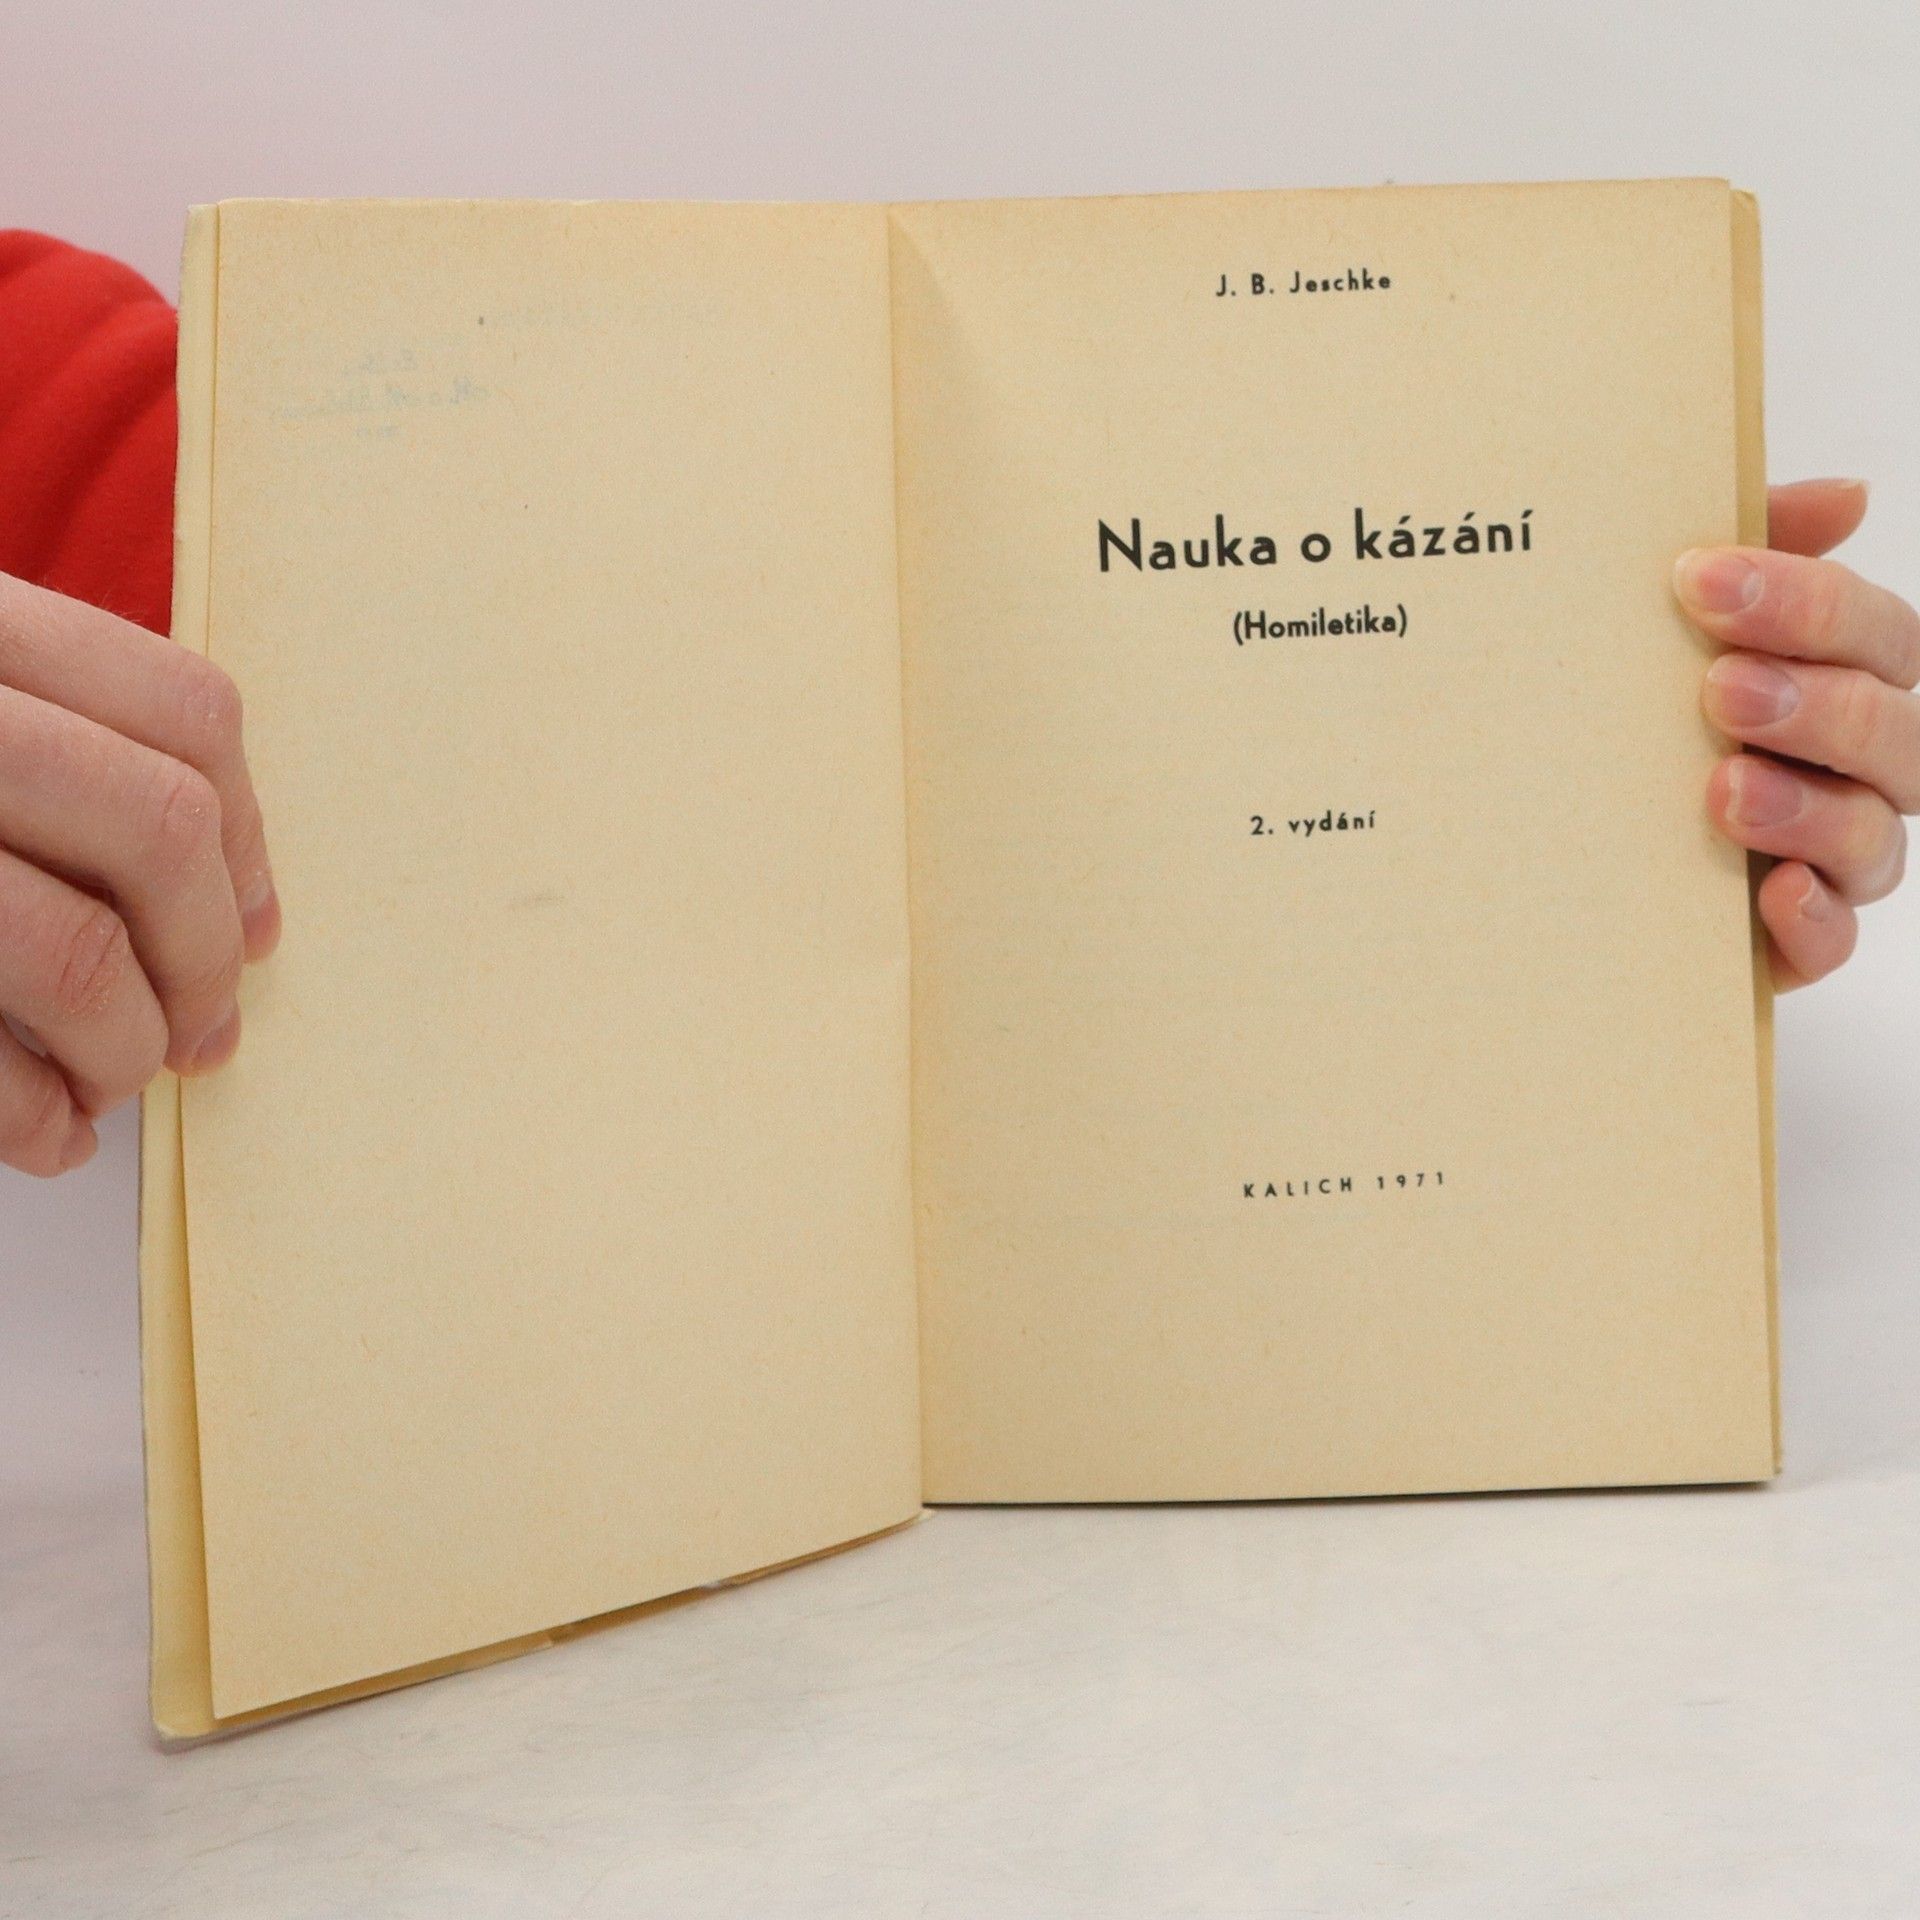 J. B. Jeschke
Nauka o kázání
(Homiletika)
2. vydání
KALICH 1971